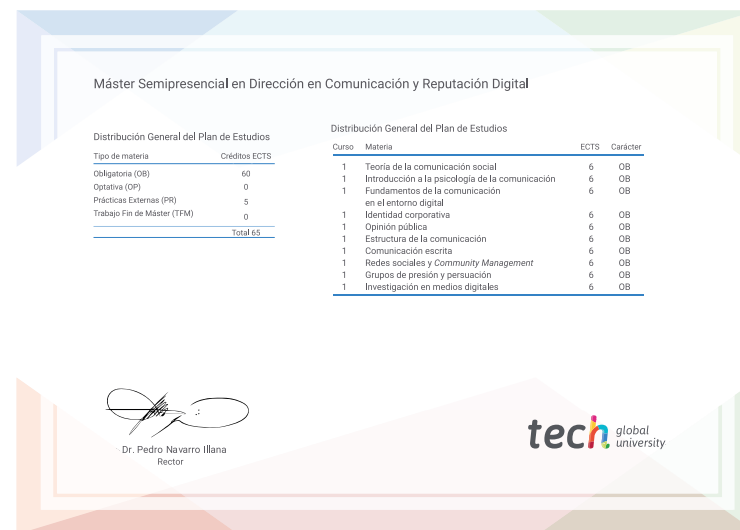 Máster Semipresencial en Dirección en Comunicación y Reputación Digital
Distribución General del Plan de Estudios
Tipo de materia Créditos ECTS
Obligatoria (OB) 60
Optativa (OP) 0
Prácticas Externas (PR) 5
Trabajo Fin de Máster (TFM) 0
Total 65
Distribución General del Plan de Estudios
Curso Materia ECTS Carácter
1 Teoría de la comunicación social 6 OB
1 Introducción a la psicología de la comunicación 6 OB
1 Fundamentos de la comunicación 6 OB
en el entorno digital
1 Identidad corporativa 6 OB
1 Opinión pública 6 OB
1 Estructura de la comunicación 6 OB
1 Comunicación escrita 6 OB
1 Redes sociales y Community Management 6 OB
1 Grupos de presión y persuación 6 OB
1 Investigación en medios digitales 6 OB
Dr. Pedro Navarro Illana
Rector
tech global
university